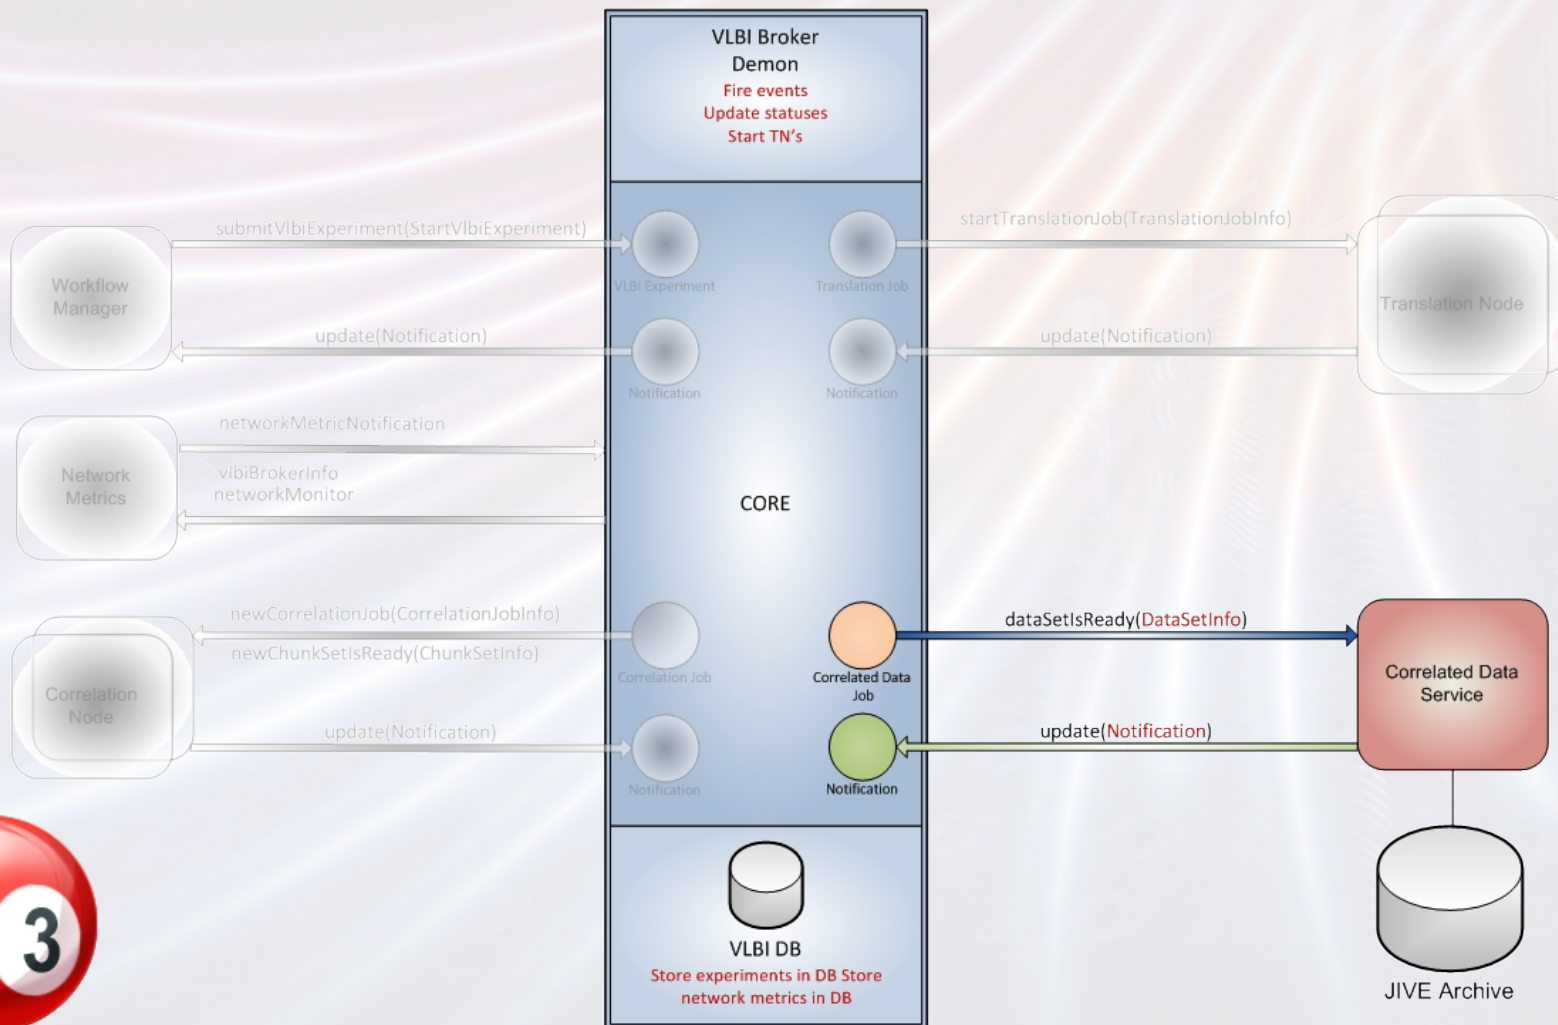 VLBI Broker
Demon
Fire events
Update statuses
Start TN's
submitVlbiExperiment(StartVlbiExperiment)
startTranslationJob(TranslationJobInfo)
Workflow
Manager
VLBI Experiment
Translation Job
Translation Node
update(Notification)
update(Notification)
Notification
Notification
networkMetricNotification
Network
Metrics
vlbiBrokerInfo
networkMonitor
CORE
newCorrelationJob(CorrelationJobInfo)
dataSetIsReady(DataSetInfo)
newChunkSetIsReady(ChunkSetInfo)
Correlation Job
Correlated Data
Job
Correlated Data
Service
Correlation
Node
update(Notification)
update(Notification)
Notification
Notification
3
VLBI DB
Store experiments in DB Store
network metrics in DB
JIVE Archive